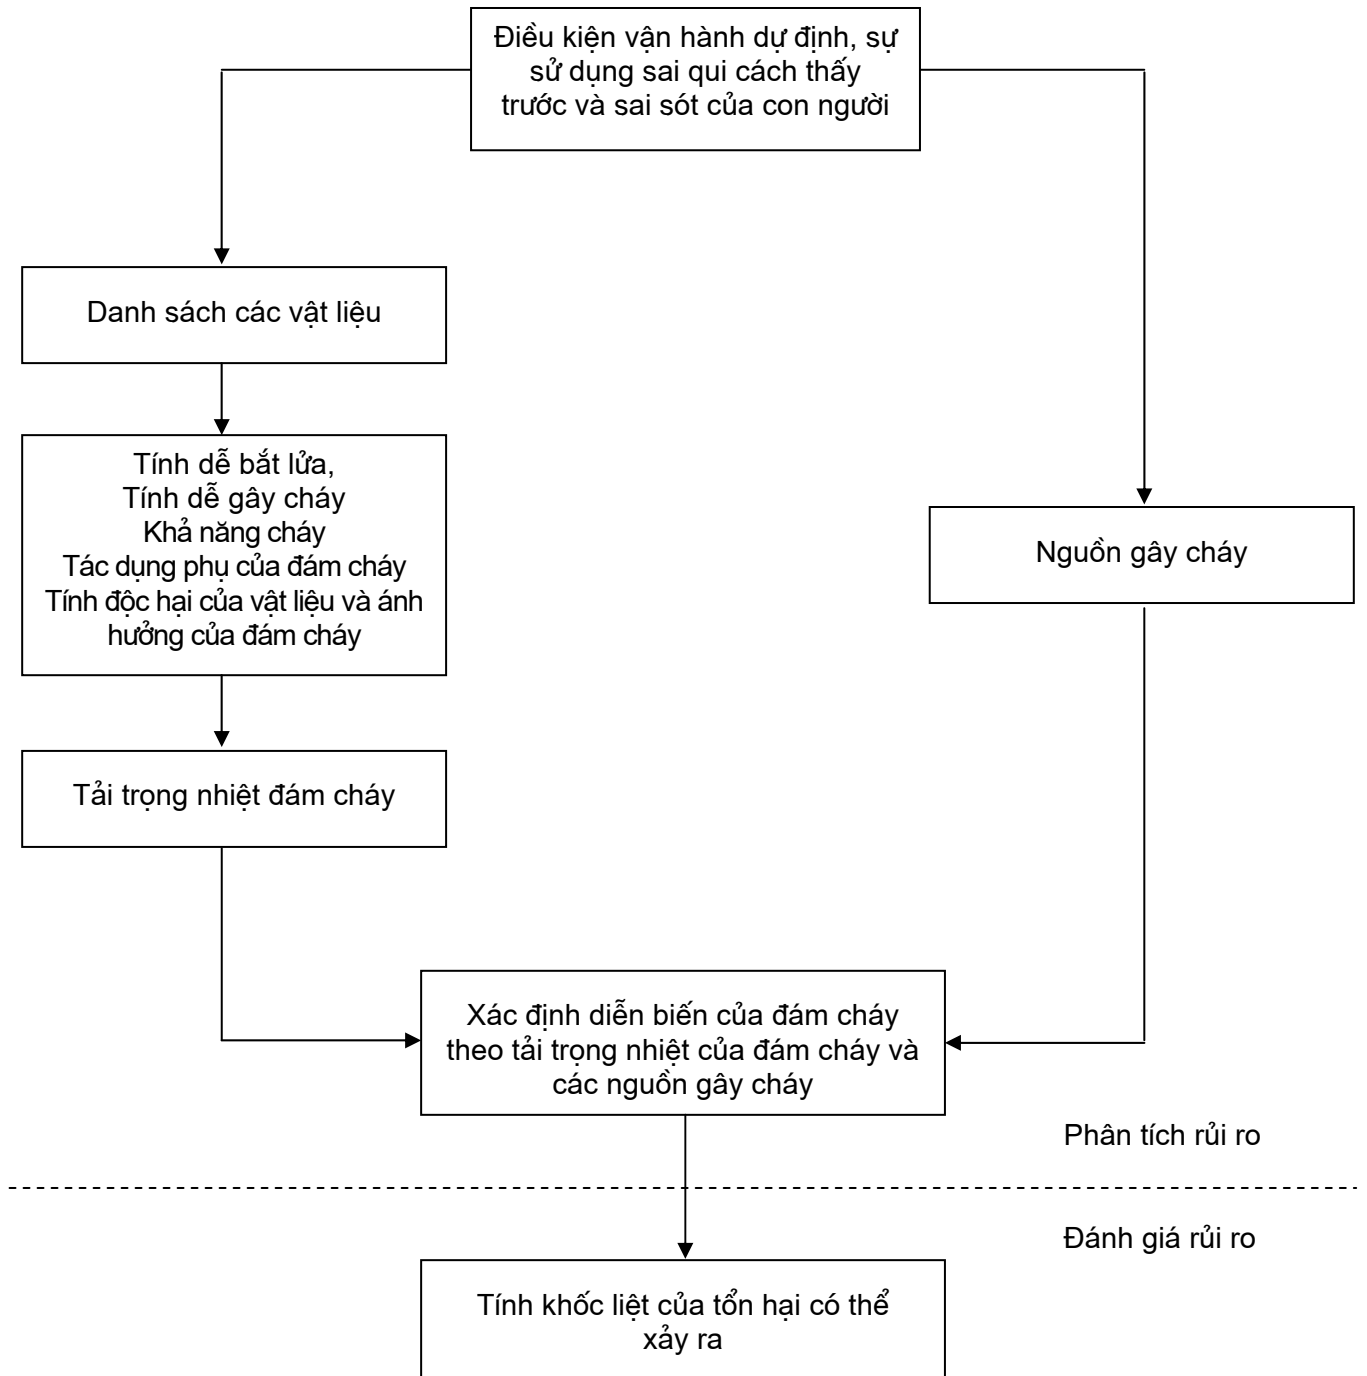 Điều kiện vận hành dự định, sự
sử dụng sai qui cách thấy
trước và sai sót của con người
Danh sách các vật liệu
Tính dễ bắt lửa,
Tính dễ gây cháy
Khả năng cháy
Tác dụng phụ của đám cháy
Tính độc hại của vật liệu và ánh
hưởng của đám cháy
Nguồn gây cháy
Tải trọng nhiệt đám cháy
Xác định diễn biến của đám cháy
theo tải trọng nhiệt của đám cháy và
các nguồn gây cháy
Phân tích rủi ro
Đánh giá rủi ro
Tính khốc liệt của tổn hại có thể
xảy ra